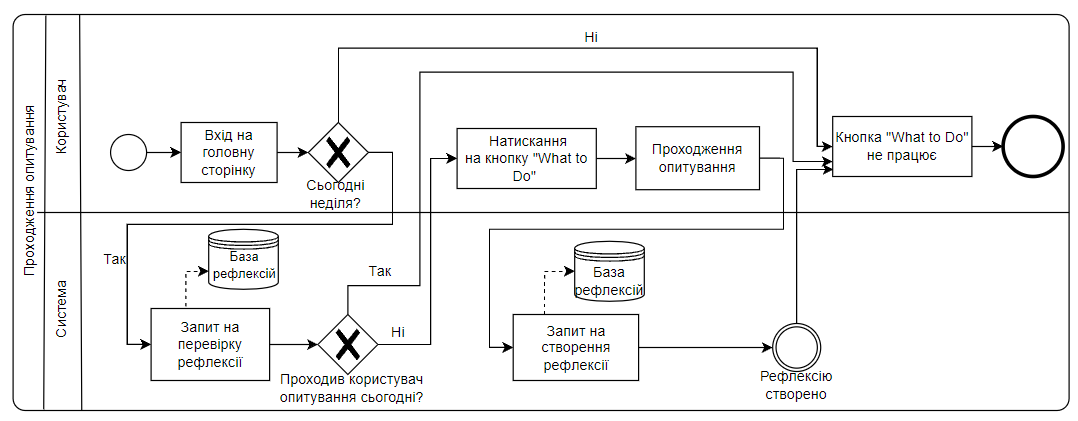 Проходження опитування
Користувач
Система
Ні
Вхід на
головну
сторінку
Сьогодні
неділя?
Натискання
на кнопку "What to
Do"
Проходження
опитування
Кнопка "What to Do"
не працює
Так
База
рефлексій
Так
База
рефлексій
Запит на
перевірку
рефлексії
Ні
Проходив користувач
опитування сьогодні?
Запит на
створення
рефлексії
Рефлексію
створено